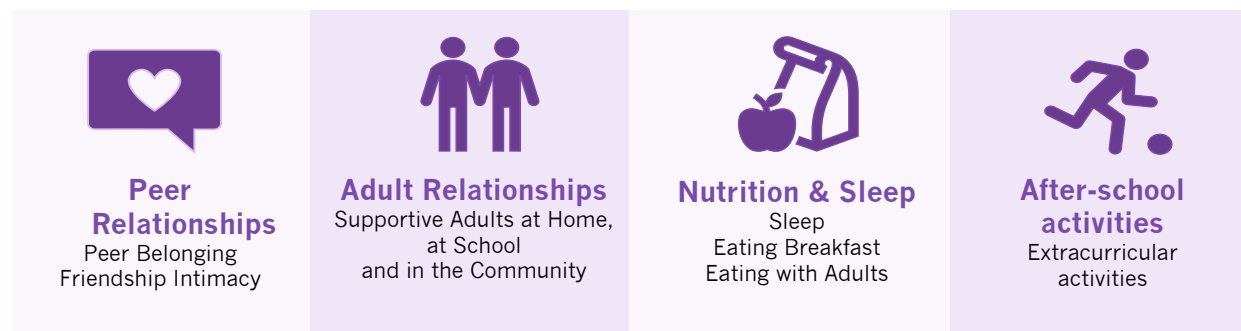 Peer
Relationships
Peer Belonging
Friendship Intimacy
Adult Relationships
Supportive Adults at Home,
at School
and in the Community
Nutrition & Sleep
Sleep
Eating Breakfast
Eating with Adults
After-school
activities
Extracurricular
activities